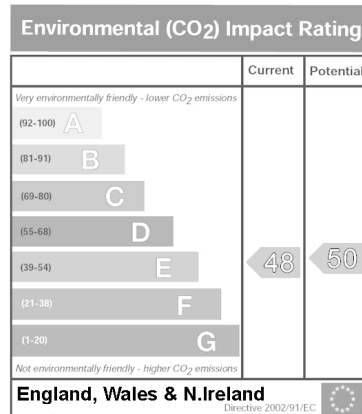 Environmental (CO2) Impact Rating
Current Potential
Very environmentally friendly - lower CO2 emissions
(92-100) A
(81-91) B
(69-80) C
(55-68) D
(39-54) E 48 50
(21-38) F
(1-20) G
Not environmentally friendly - higher CO2 emissions
England, Wales & N.Ireland
Directive 2002/91/EC